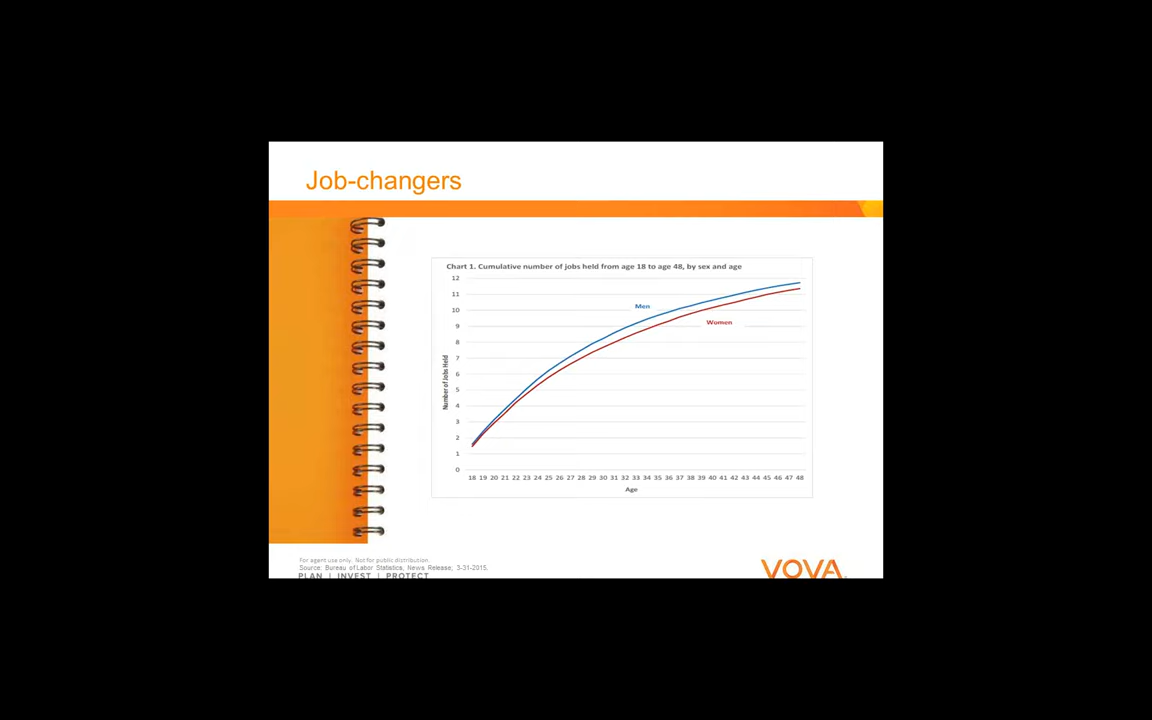 Job-changers
Chart 1. Cumulative number of jobs held from age 18 to age 48, by sex and age
12
11
10
9
8
7
6
5
4
3
2
1
0
Number of Jobs Held
Men
Women
18 19 20 21 22 23 24 25 26 27 28 29 30 31 32 33 34 35 36 37 38 39 40 41 42 43 44 45 46 47 48
Age
For agent use only. Not for public distribution.
Source: Bureau of Labor Statistics, News Release, 3-31-2015.
PLAN | INVEST | PROTECT
VOYA